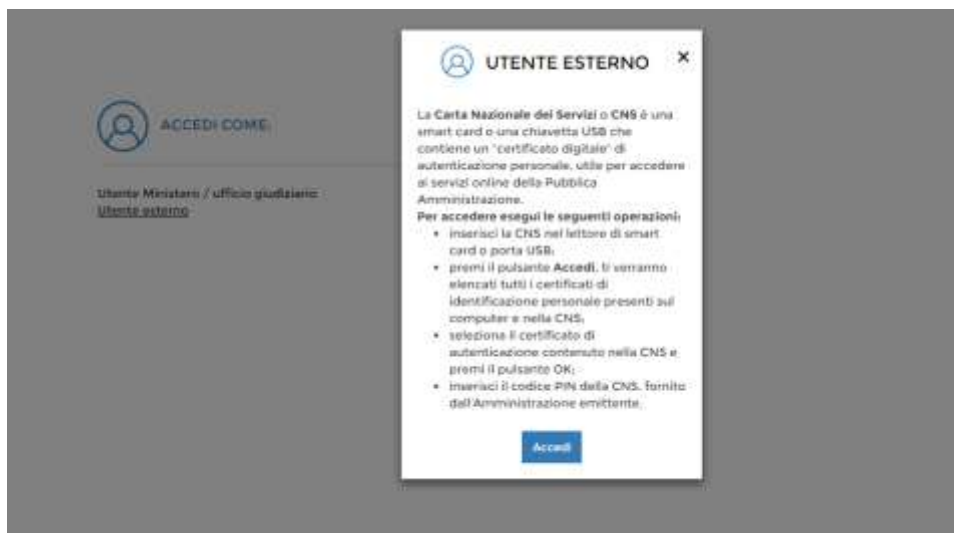 ACCEDI COME:
Utente Ministero / ufficio giudiziario
Utente esterno
UTENTE ESTERNO ×
La Carta Nazionale dei Servizi o CNS è una
smart card o una chiavetta USB che
contiene un "certificato digitale" di
autenticazione personale, utile per accedere
ai servizi online della Pubblica
Amministrazione.
Per accedere esegui le seguenti operazioni:
• inserisci la CNS nel lettore di smart
card o porta USB;
• premi il pulsante Accedi, ti verranno
elencati tutti i certificati di
identificazione personale presenti sul
computer e nella CNS;
• seleziona il certificato di
autenticazione contenuto nella CNS e
premi il pulsante OK;
• inserisci il codice PIN della CNS, fornito
dall'Amministrazione emittente.
Accedi